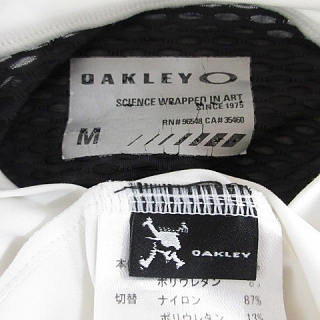 OAKLEY
SCIENCE WRAPPED IN ART
SINCE 1975
RN# 96548 CA# 35460
M
OAKLEY
本
ポリウレタン
切替 ナイロン 87%
ポリウレタン 13%